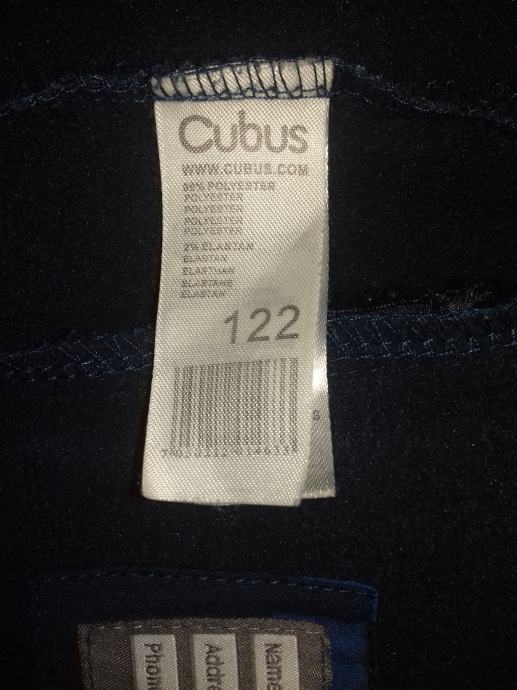 Cubus
WWW.CUBUS.COM
98% POLYESTER
POLYESTER
POLYESTER
POLYESTER
POLYESTER
2% ELASTAN
ELASTAN
ELASTHAN
ELASTANE
ELASTAN
122
8
Name
Addre
Phone